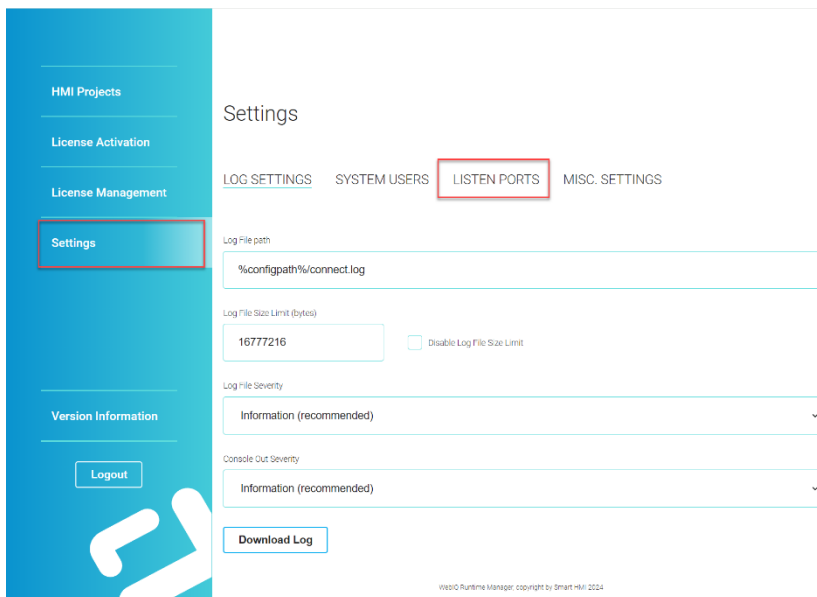 HMI Projects
License Activation
License Management
Settings
Version Information
Logout
Settings
LOG SETTINGS SYSTEM USERS LISTEN PORTS MISC. SETTINGS
Log File path
%configpath%/connect.log
Log File Size Limit (bytes)
16777216 Disable Log File Size Limit
Log File Severity
Information (recommended)
Console Out Severity
Information (recommended)
Download Log
WebIQ Runtime Manager, copyright by Smart HMI 2024